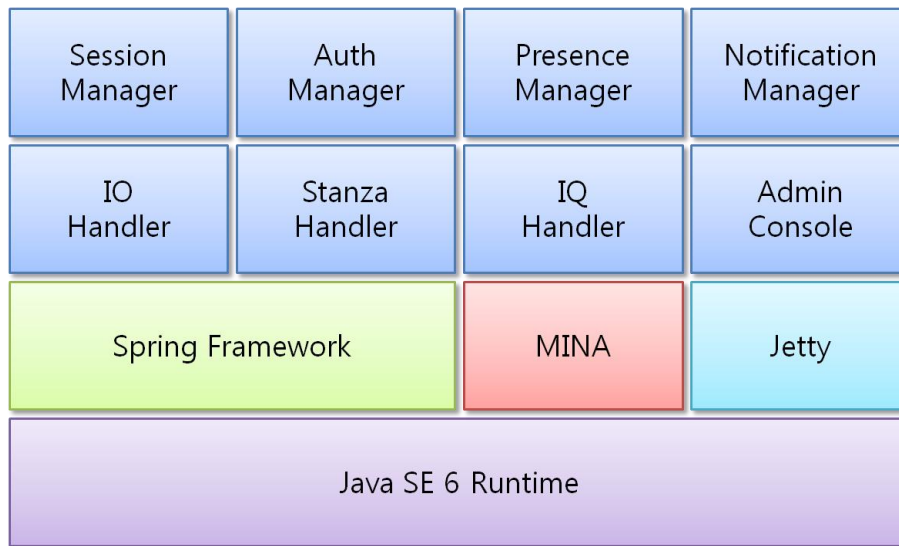 Session
Manager
Auth
Manager
Presence
Manager
Notification
Manager
IO
Handler
Stanza
Handler
IQ
Handler
Admin
Console
Spring Framework
MINA
Jetty
Java SE 6 Runtime